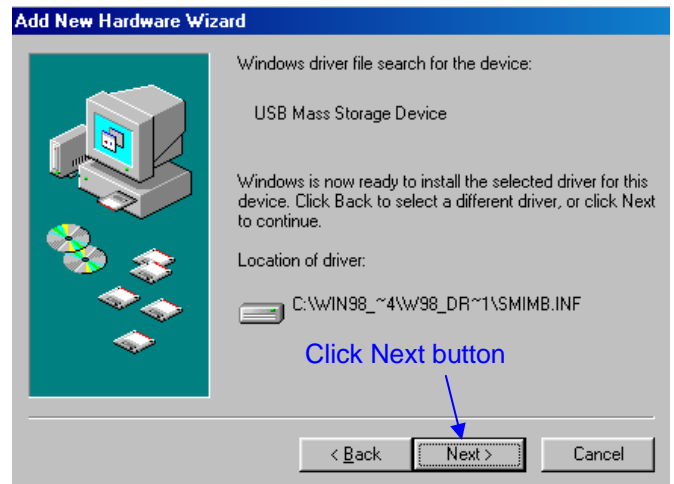 Add New Hardware Wizard
Windows driver file search for the device:
USB Mass Storage Device
Windows is now ready to install the selected driver for this
device. Click Back to select a different driver, or click Next
to continue.
Location of driver:
C:\WIN98_~4\W98_DR~1\SMIMB.INF
Click Next button
< Back
Next >
Cancel